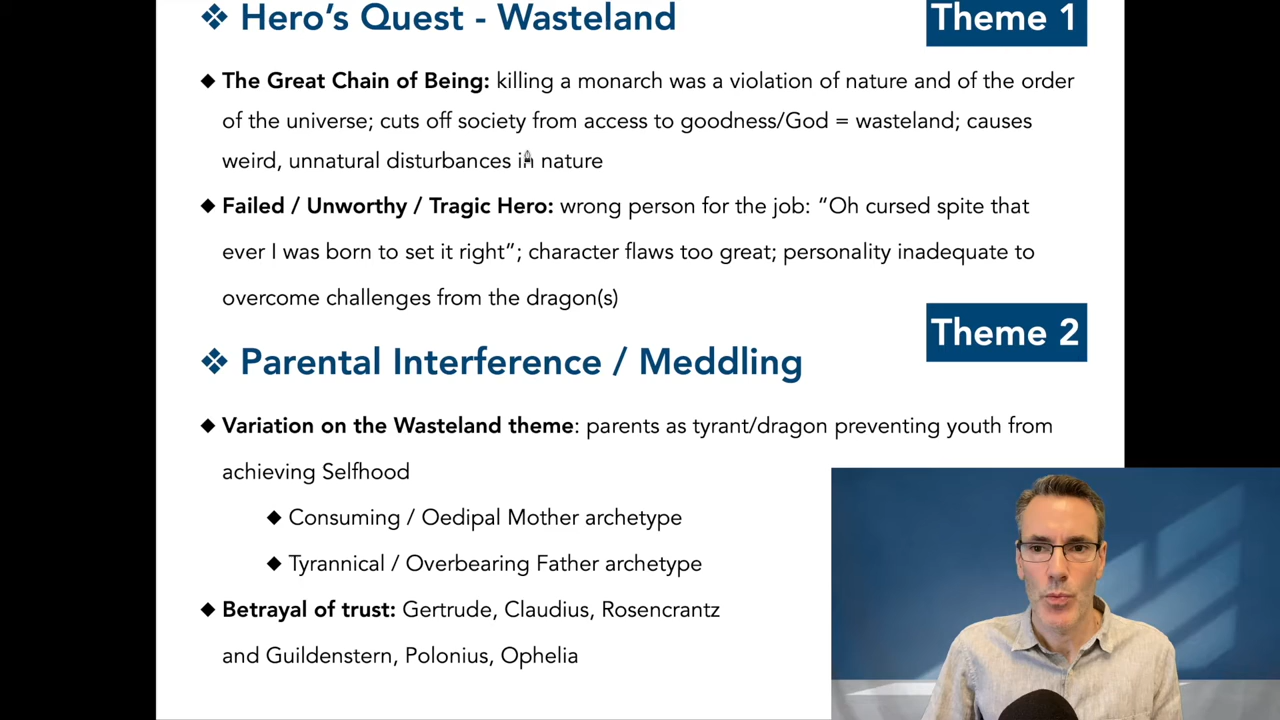 ❖ Hero’s Quest - Wasteland
Theme 1
◆ The Great Chain of Being: killing a monarch was a violation of nature and of the order
of the universe; cuts off society from access to goodness/God = wasteland; causes
weird, unnatural disturbances in nature
◆ Failed / Unworthy / Tragic Hero: wrong person for the job: “Oh cursed spite that
ever I was born to set it right”; character flaws too great; personality inadequate to
overcome challenges from the dragon(s)
Theme 2
❖ Parental Interference / Meddling
◆ Variation on the Wasteland theme: parents as tyrant/dragon preventing youth from
achieving Selfhood
◆ Consuming / Oedipal Mother archetype
◆ Tyrannical / Overbearing Father archetype
◆ Betrayal of trust: Gertrude, Claudius, Rosencrantz
and Guildenstern, Polonius, Ophelia